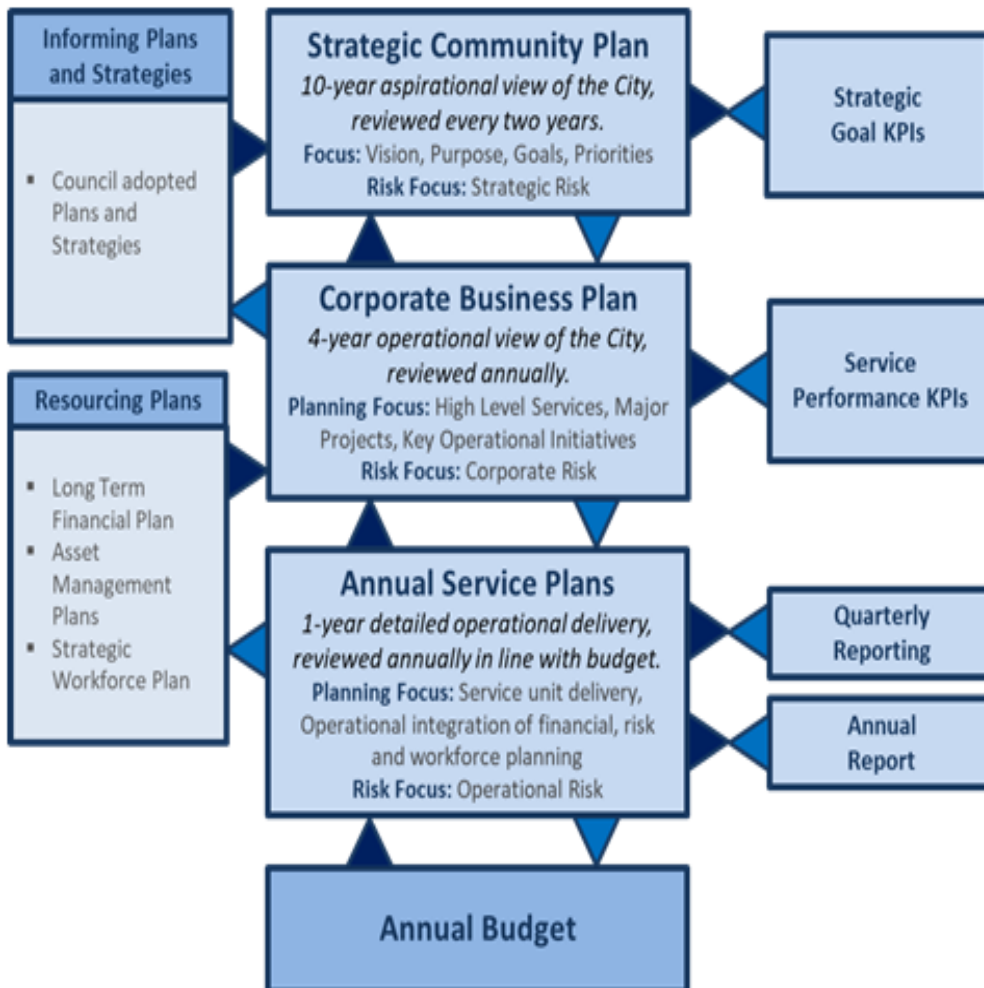 Informing Plans
and Strategies
▪ Council adopted
Plans and
Strategies
Resourcing Plans
▪ Long Term
Financial Plan
▪ Asset
Management
Plans
▪ Strategic
Workforce Plan
Strategic Community Plan
10-year aspirational view of the City,
reviewed every two years.
Focus: Vision, Purpose, Goals, Priorities
Risk Focus: Strategic Risk
Corporate Business Plan
4-year operational view of the City,
reviewed annually.
Planning Focus: High Level Services, Major
Projects, Key Operational Initiatives
Risk Focus: Corporate Risk
Annual Service Plans
1-year detailed operational delivery,
reviewed annually in line with budget.
Planning Focus: Service unit delivery,
Operational integration of financial, risk
and workforce planning
Risk Focus: Operational Risk
Annual Budget
Strategic
Goal KPIs
Service
Performance KPIs
Quarterly
Reporting
Annual
Report